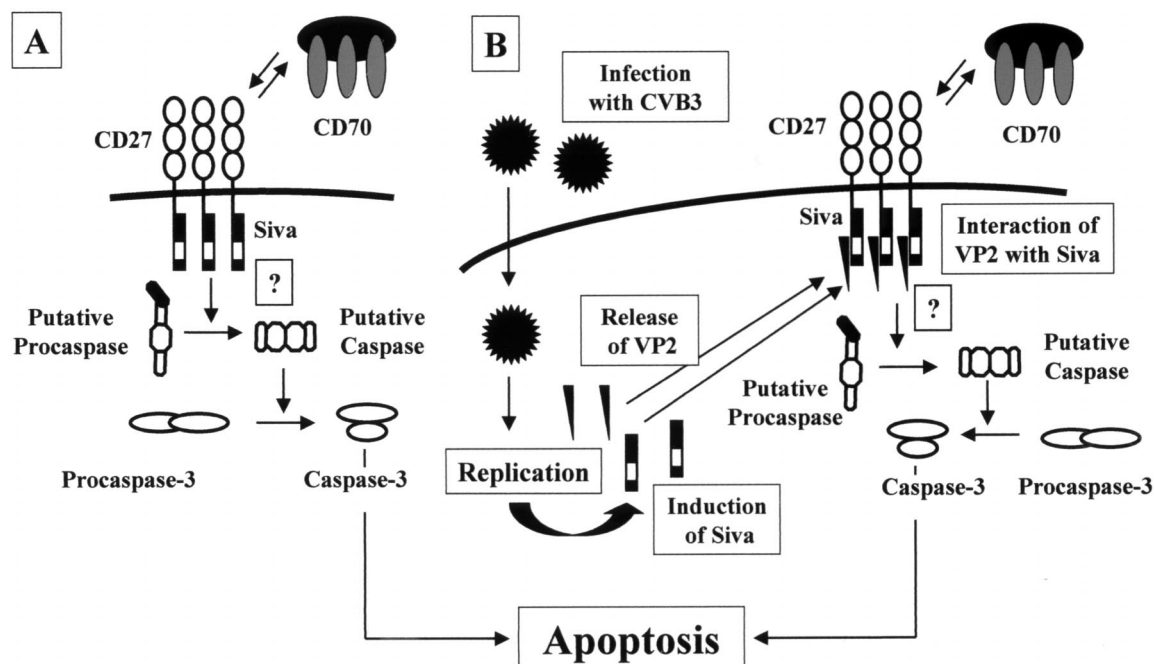 A
CD70
CD27
Siva
?
Putative
Procaspase
Putative
Caspase
Procaspase-3
Caspase-3
B
Infection
with CVB3
CD70
CD27
Siva
Interaction of
VP2 with Siva
?
Release
of VP2
Putative
Procaspase
Putative
Caspase
Replication
Caspase-3
Procaspase-3
Induction
of Siva
Apoptosis